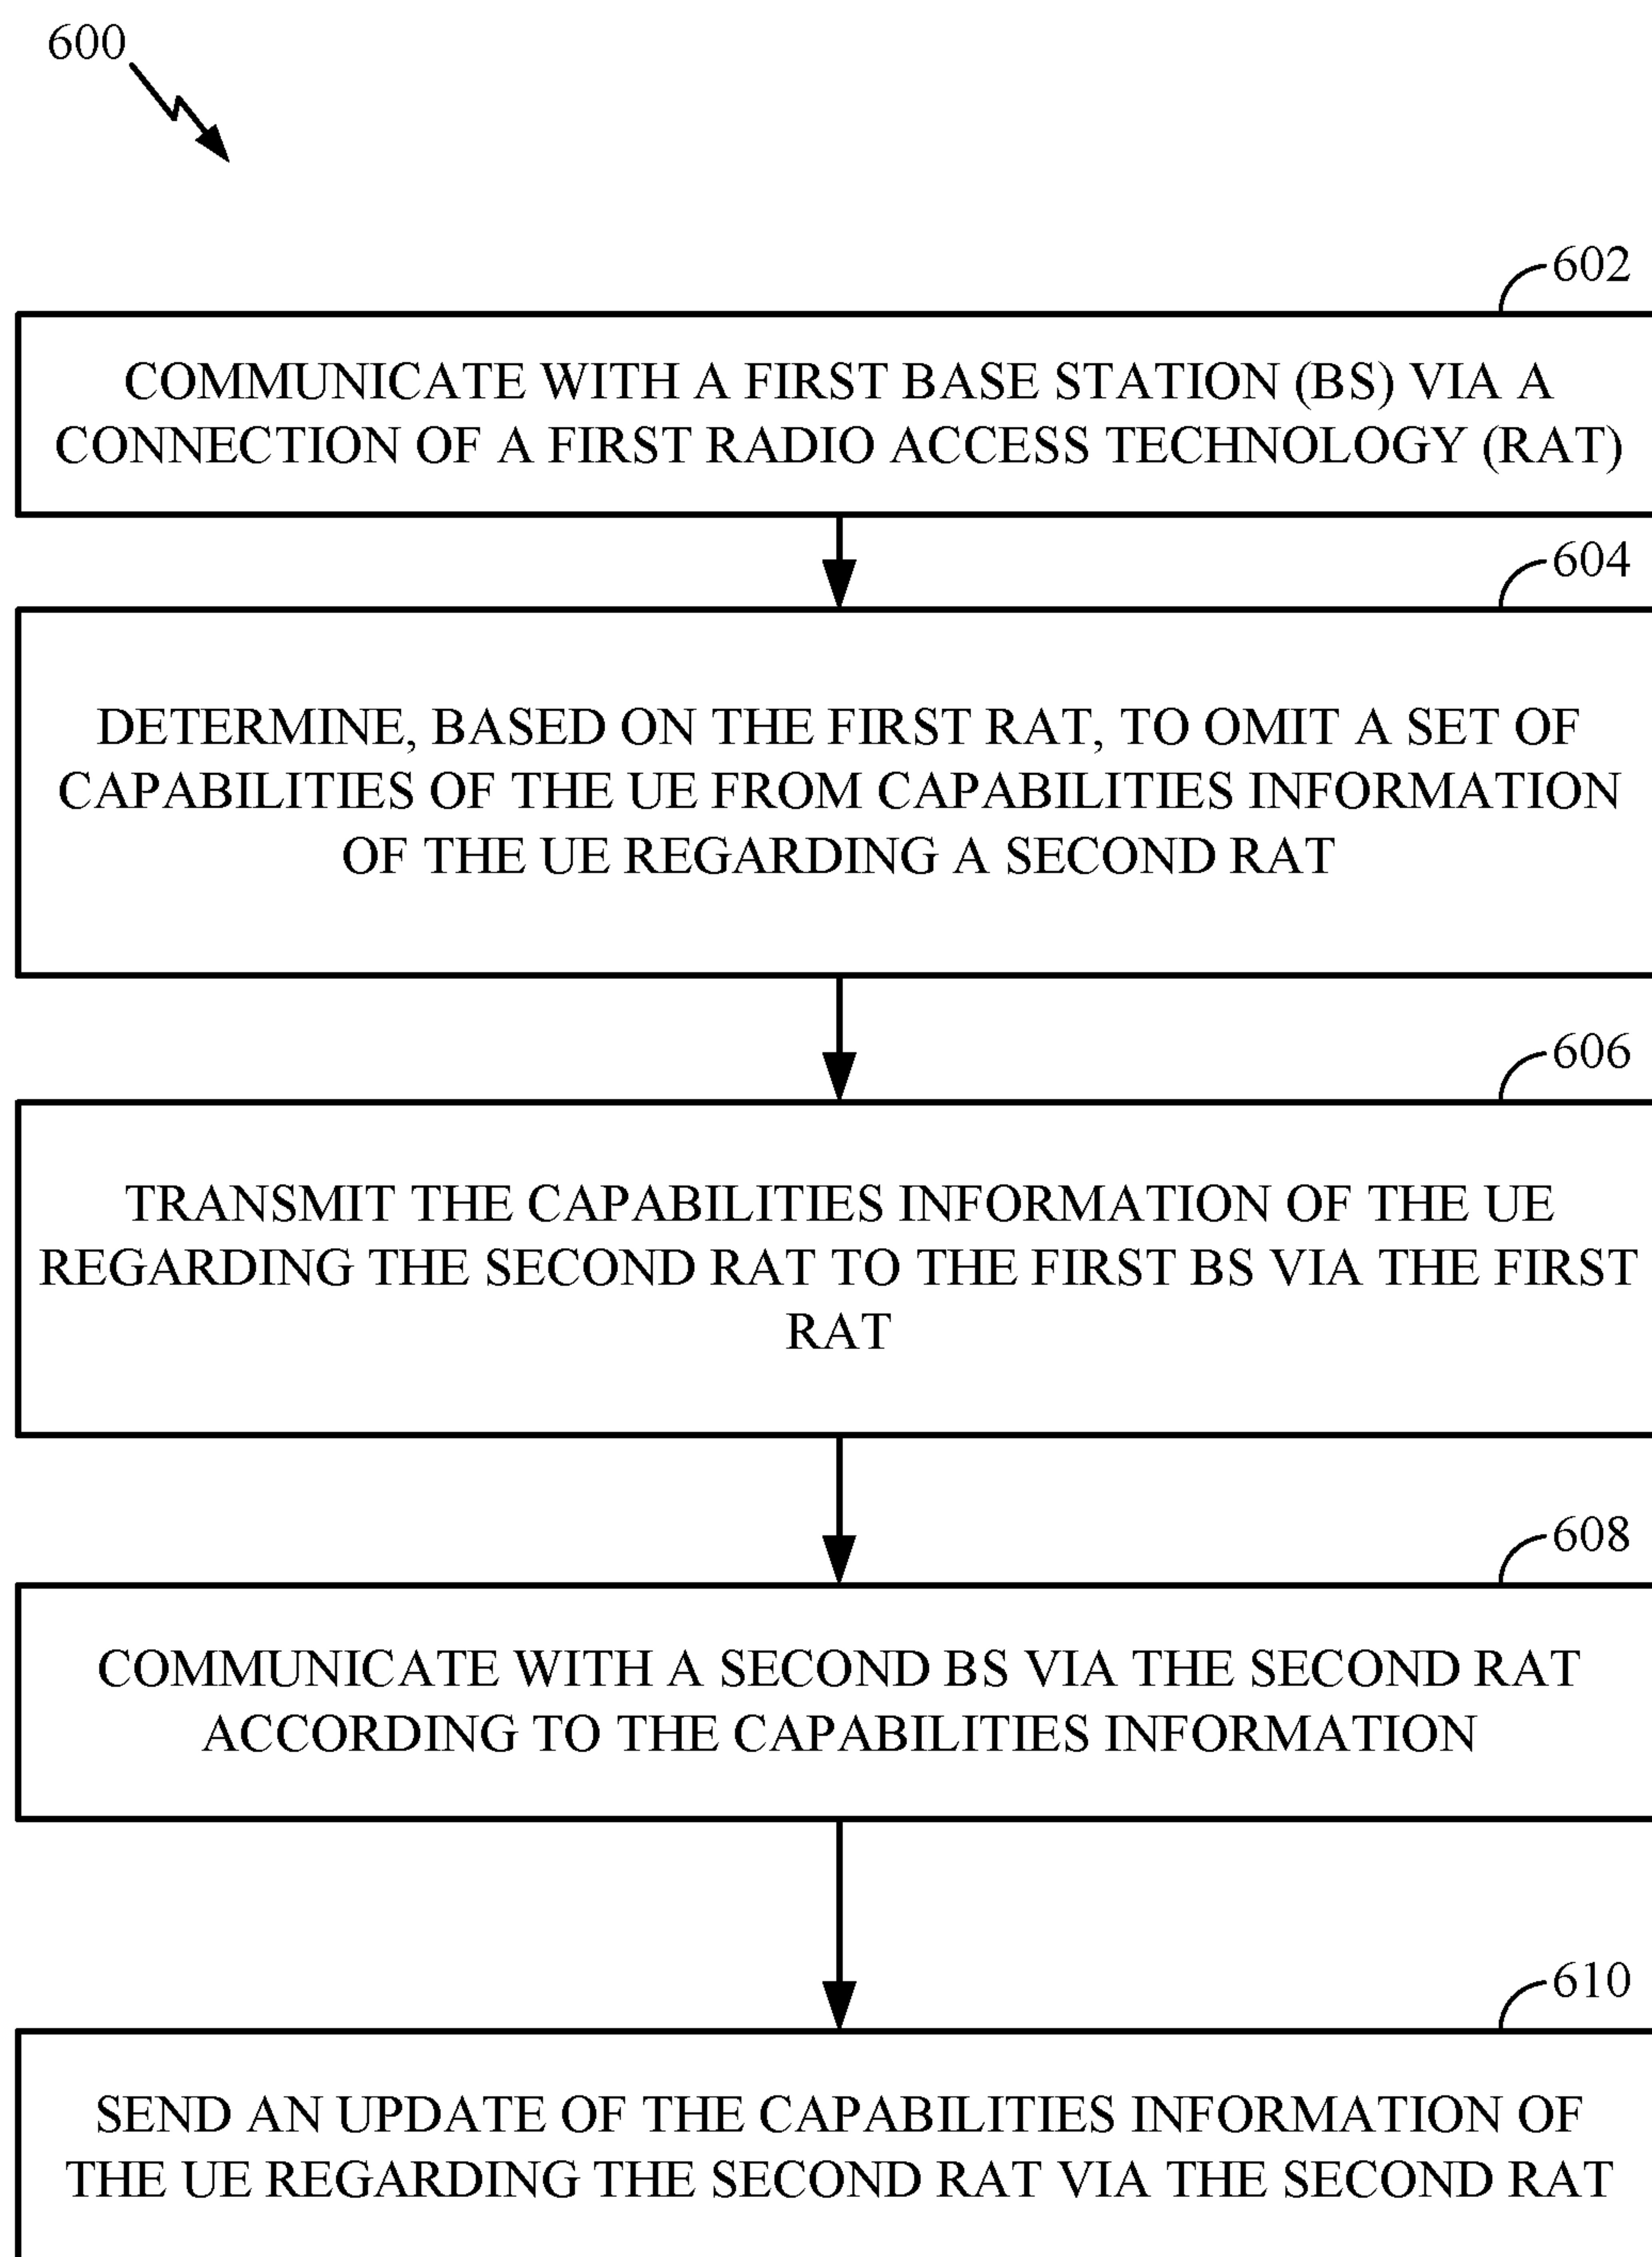 600
602
COMMUNICATE WITH A FIRST BASE STATION (BS) VIA A
CONNECTION OF A FIRST RADIO ACCESS TECHNOLOGY (RAT)
604
DETERMINE, BASED ON THE FIRST RAT, TO OMIT A SET OF
CAPABILITIES OF THE UE FROM CAPABILITIES INFORMATION
OF THE UE REGARDING A SECOND RAT
606
TRANSMIT THE CAPABILITIES INFORMATION OF THE UE
REGARDING THE SECOND RAT TO THE FIRST BS VIA THE FIRST
RAT
608
COMMUNICATE WITH A SECOND BS VIA THE SECOND RAT
ACCORDING TO THE CAPABILITIES INFORMATION
610
SEND AN UPDATE OF THE CAPABILITIES INFORMATION OF
THE UE REGARDING THE SECOND RAT VIA THE SECOND RAT